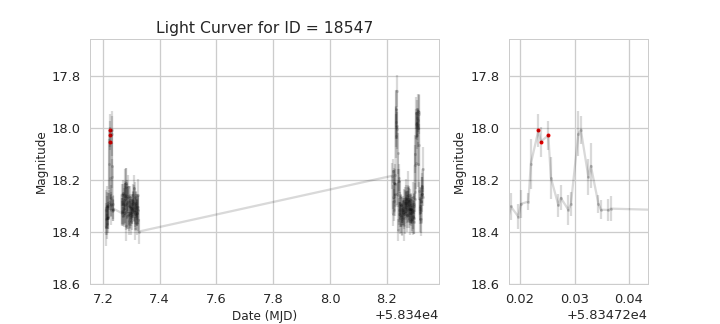 Light Curver for ID = 18547
Magnitude
17.8
18.0
18.2
18.4
18.6
7.2 7.4 7.6 7.8 8.0 8.2
Date (MJD)
+5.834e4
Magnitude
17.8
18.0
18.2
18.4
18.6
0.02 0.03 0.04
+5.83472e4